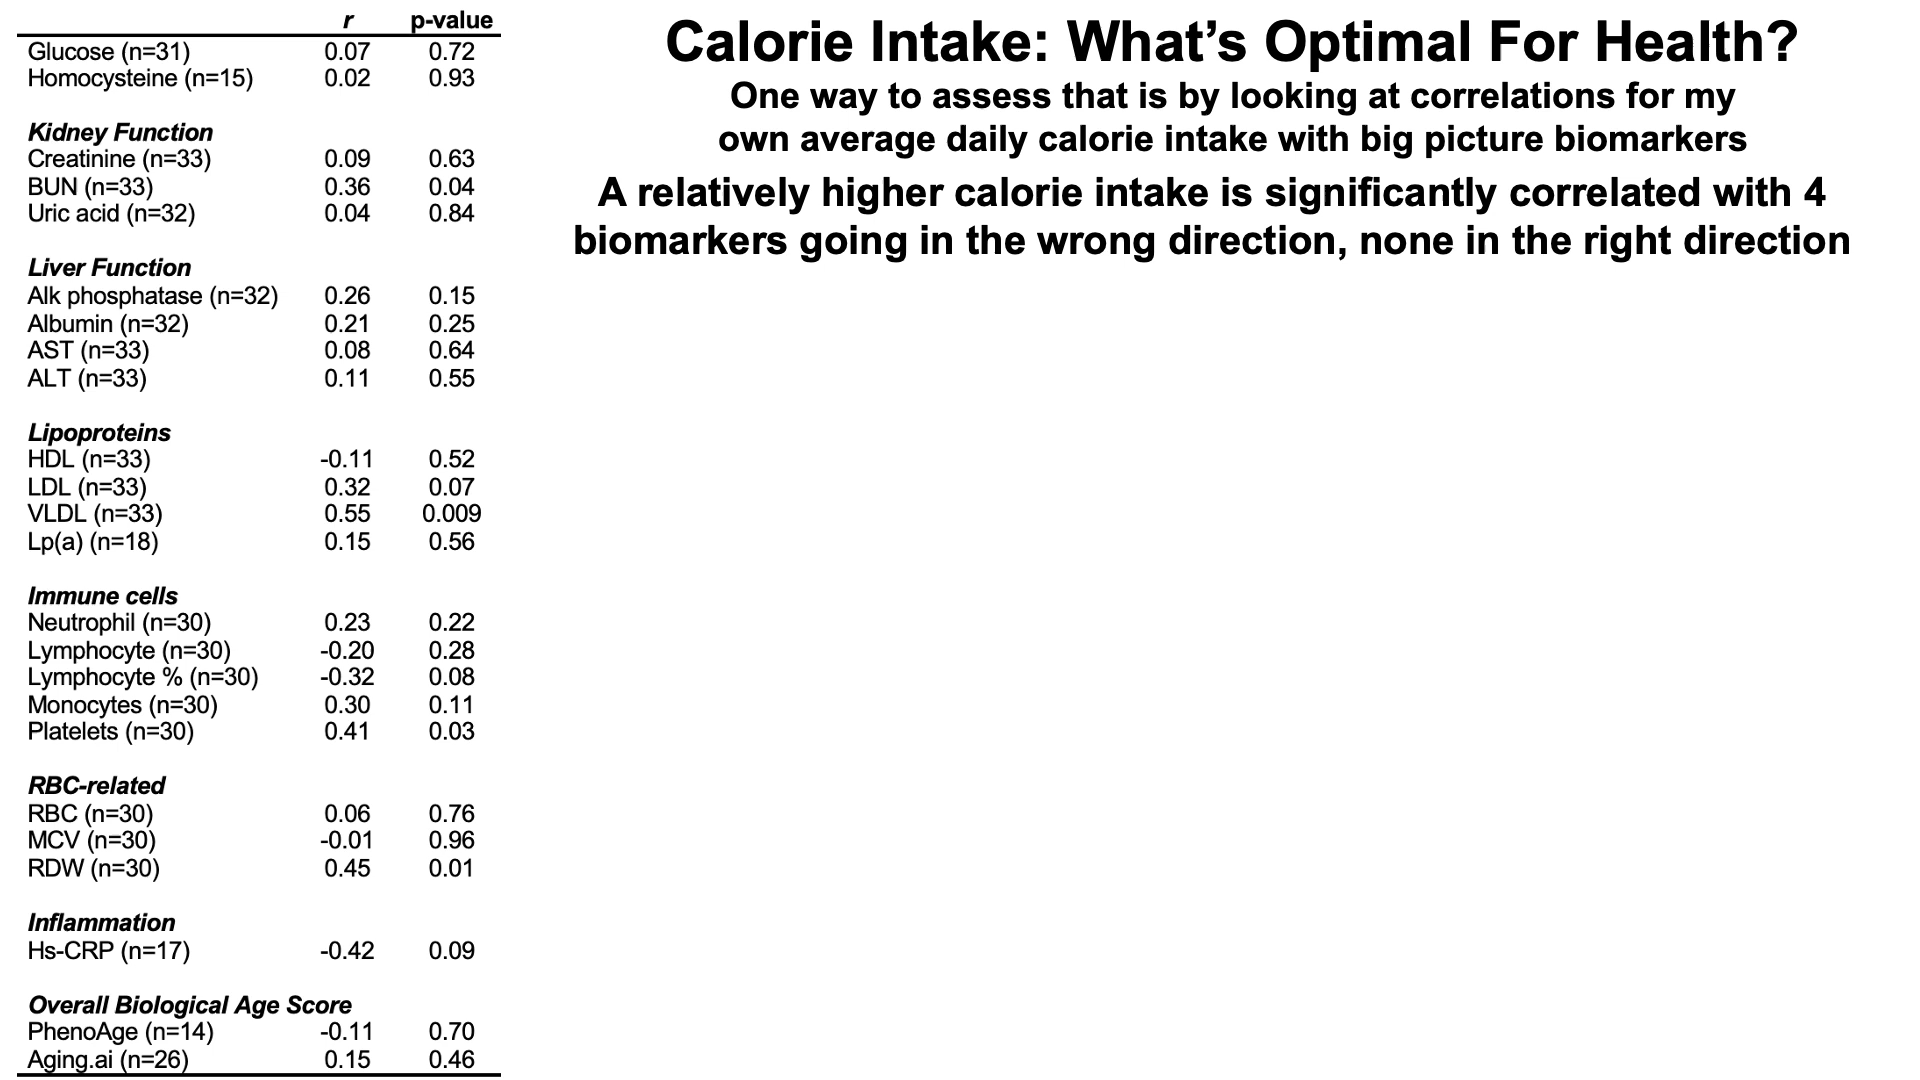 r p-value
Glucose (n=31) 0.07 0.72
Homocysteine (n=15) 0.02 0.93
Kidney Function
Creatinine (n=33) 0.09 0.63
BUN (n=33) 0.36 0.04
Uric acid (n=32) 0.04 0.84
Liver Function
Alk phosphatase (n=32) 0.26 0.15
Albumin (n=32) 0.21 0.25
AST (n=33) 0.08 0.64
ALT (n=33) 0.11 0.55
Lipoproteins
HDL (n=33) -0.11 0.52
LDL (n=33) 0.32 0.07
VLDL (n=33) 0.55 0.009
Lp(a) (n=18) 0.15 0.56
Immune cells
Neutrophil (n=30) 0.23 0.22
Lymphocyte (n=30) -0.20 0.28
Lymphocyte % (n=30) -0.32 0.08
Monocytes (n=30) 0.30 0.11
Platelets (n=30) 0.41 0.03
RBC-related
RBC (n=30) 0.06 0.76
MCV (n=30) -0.01 0.96
RDW (n=30) 0.45 0.01
Inflammation
Hs-CRP (n=17) -0.42 0.09
Overall Biological Age Score
PhenoAge (n=14) -0.11 0.70
Aging.ai (n=26) 0.15 0.46
Calorie Intake: What’s Optimal For Health?
One way to assess that is by looking at correlations for my
own average daily calorie intake with big picture biomarkers
A relatively higher calorie intake is significantly correlated with 4
biomarkers going in the wrong direction, none in the right direction